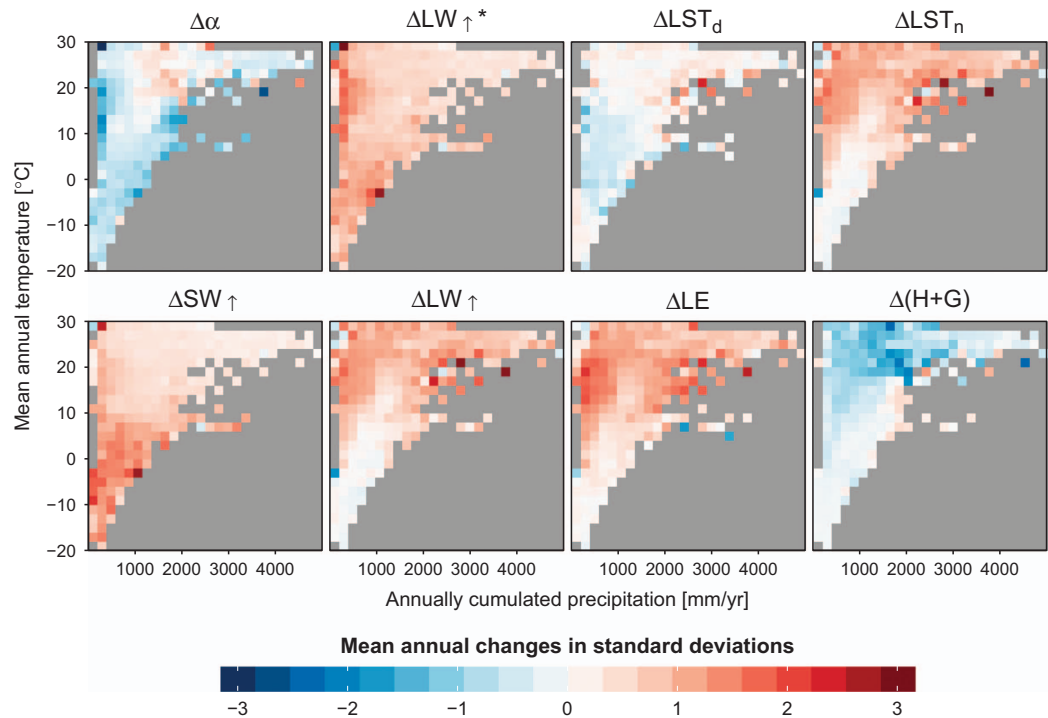 Δα ΔLW↑* ΔLST_d ΔLST_n
30
20
10
0
−10
−20
Mean annual temperature [°C]
ΔSW↑ ΔLW↑ ΔLE Δ(H+G)
30
20
10
0
−10
−20
1000 2000 3000 4000 1000 2000 3000 4000 1000 2000 3000 4000 1000 2000 3000 4000
Annually cumulated precipitation [mm/yr]
Mean annual changes in standard deviations
−3 −2 −1 0 1 2 3